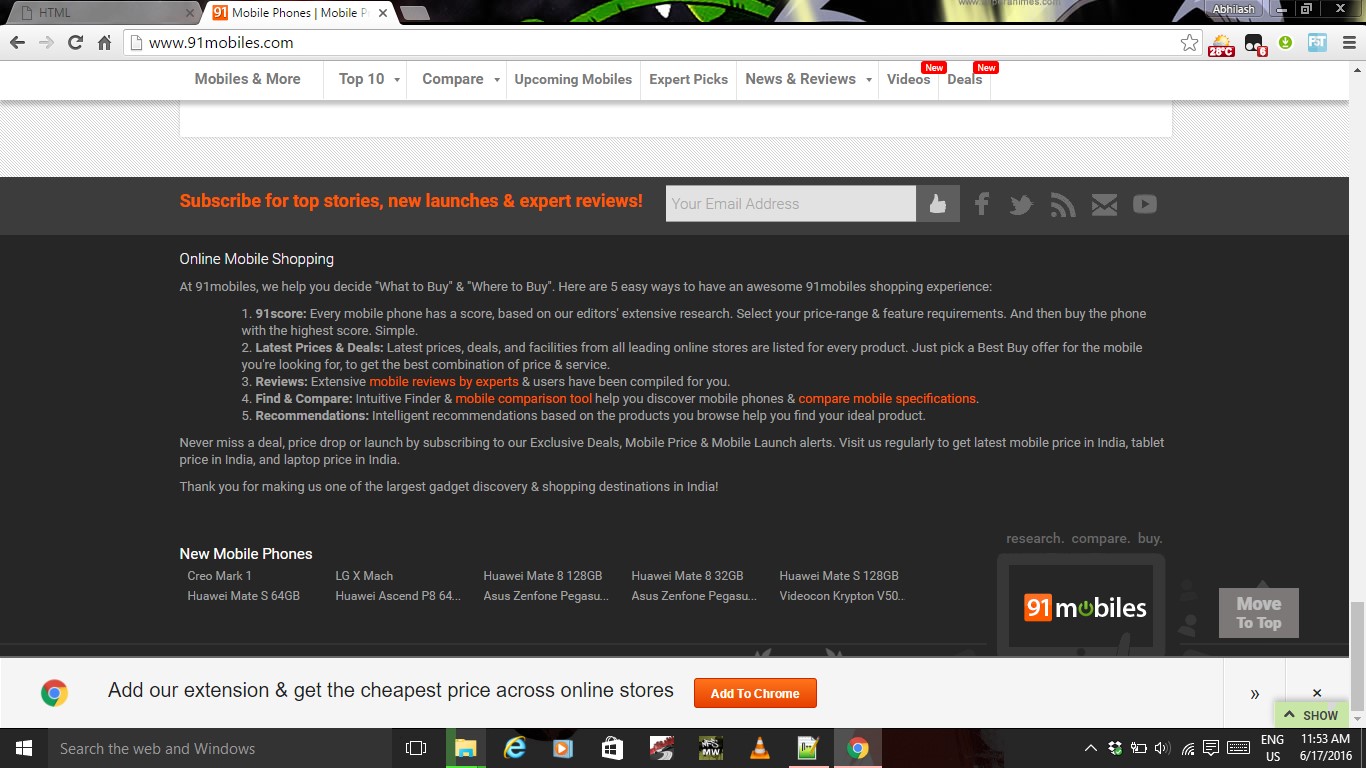 HTML
91 Mobile Phones | Mobile P
www.superanimes.com
Abhilash
www.91mobiles.com
28°C
6
Mobiles & More
Top 10
Compare
Upcoming Mobiles
Expert Picks
News & Reviews
Videos
New
Deals
New
Subscribe for top stories, new launches & expert reviews!
Your Email Address
Online Mobile Shopping
At 91mobiles, we help you decide "What to Buy" & "Where to Buy". Here are 5 easy ways to have an awesome 91mobiles shopping experience:
1. 91score: Every mobile phone has a score, based on our editors' extensive research. Select your price-range & feature requirements. And then buy the phone
with the highest score. Simple.
2. Latest Prices & Deals: Latest prices, deals, and facilities from all leading online stores are listed for every product. Just pick a Best Buy offer for the mobile
you're looking for, to get the best combination of price & service.
3. Reviews: Extensive mobile reviews by experts & users have been compiled for you.
4. Find & Compare: Intuitive Finder & mobile comparison tool help you discover mobile phones & compare mobile specifications.
5. Recommendations: Intelligent recommendations based on the products you browse help you find your ideal product.
Never miss a deal, price drop or launch by subscribing to our Exclusive Deals, Mobile Price & Mobile Launch alerts. Visit us regularly to get latest mobile price in India, tablet
price in India, and laptop price in India.
Thank you for making us one of the largest gadget discovery & shopping destinations in India!
research. compare. buy.
New Mobile Phones
Creo Mark 1
LG X Mach
Huawei Mate 8 128GB
Huawei Mate 8 32GB
Huawei Mate S 128GB
Huawei Mate S 64GB
Huawei Ascend P8 64...
Asus Zenfone Pegasu...
Asus Zenfone Pegasu...
Videocon Krypton V50...
91mobiles
Move
To Top
Add our extension & get the cheapest price across online stores
Add To Chrome
»
×
SHOW
Search the web and Windows
MW
ENG
US
11:53 AM
6/17/2016